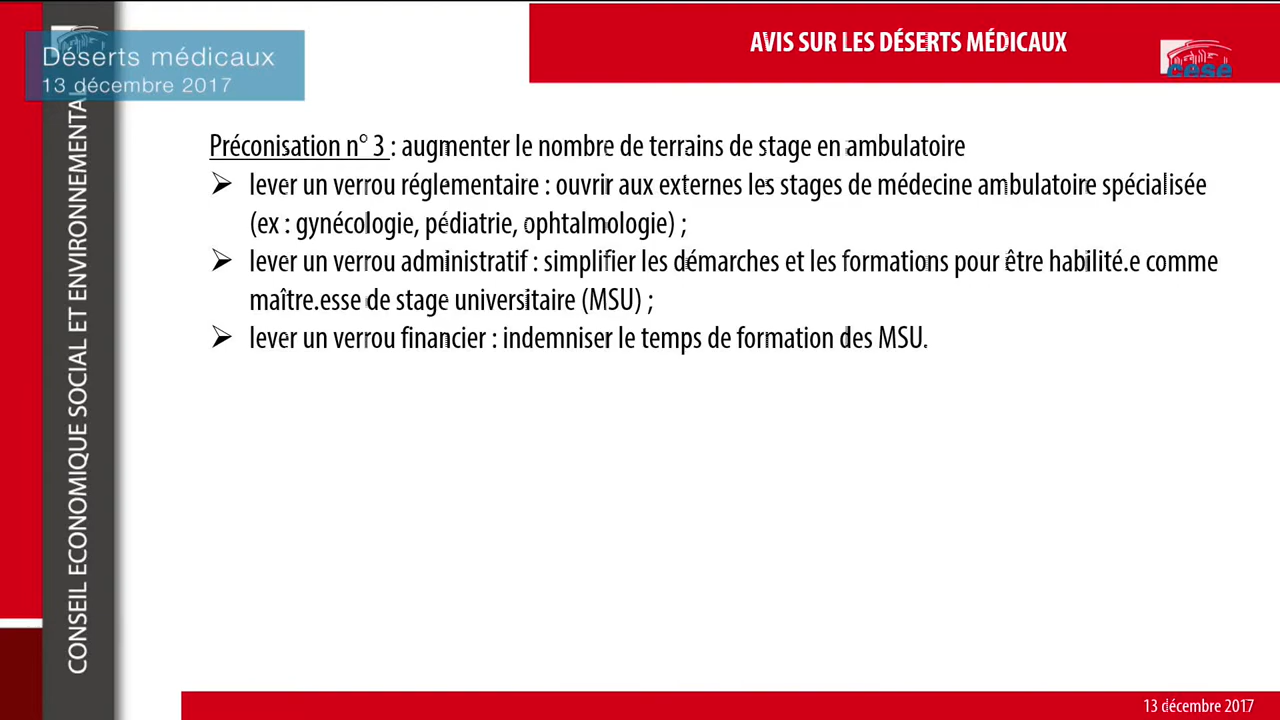 AVIS SUR LES DÉSERTS MÉDICAUX
cese
Déserts médicaux
13 décembre 2017
CONSEIL ECONOMIQUE SOCIAL ET ENVIRONNEMENTAL
Préconisation n° 3 : augmenter le nombre de terrains de stage en ambulatoire
➢ lever un verrou réglementaire : ouvrir aux externes les stages de médecine ambulatoire spécialisée
(ex : gynécologie, pédiatrie, ophtalmologie) ;
➢ lever un verrou administratif : simplifier les démarches et les formations pour être habilité.e comme
maître.esse de stage universitaire (MSU) ;
➢ lever un verrou financier : indemniser le temps de formation des MSU.
13 décembre 2017